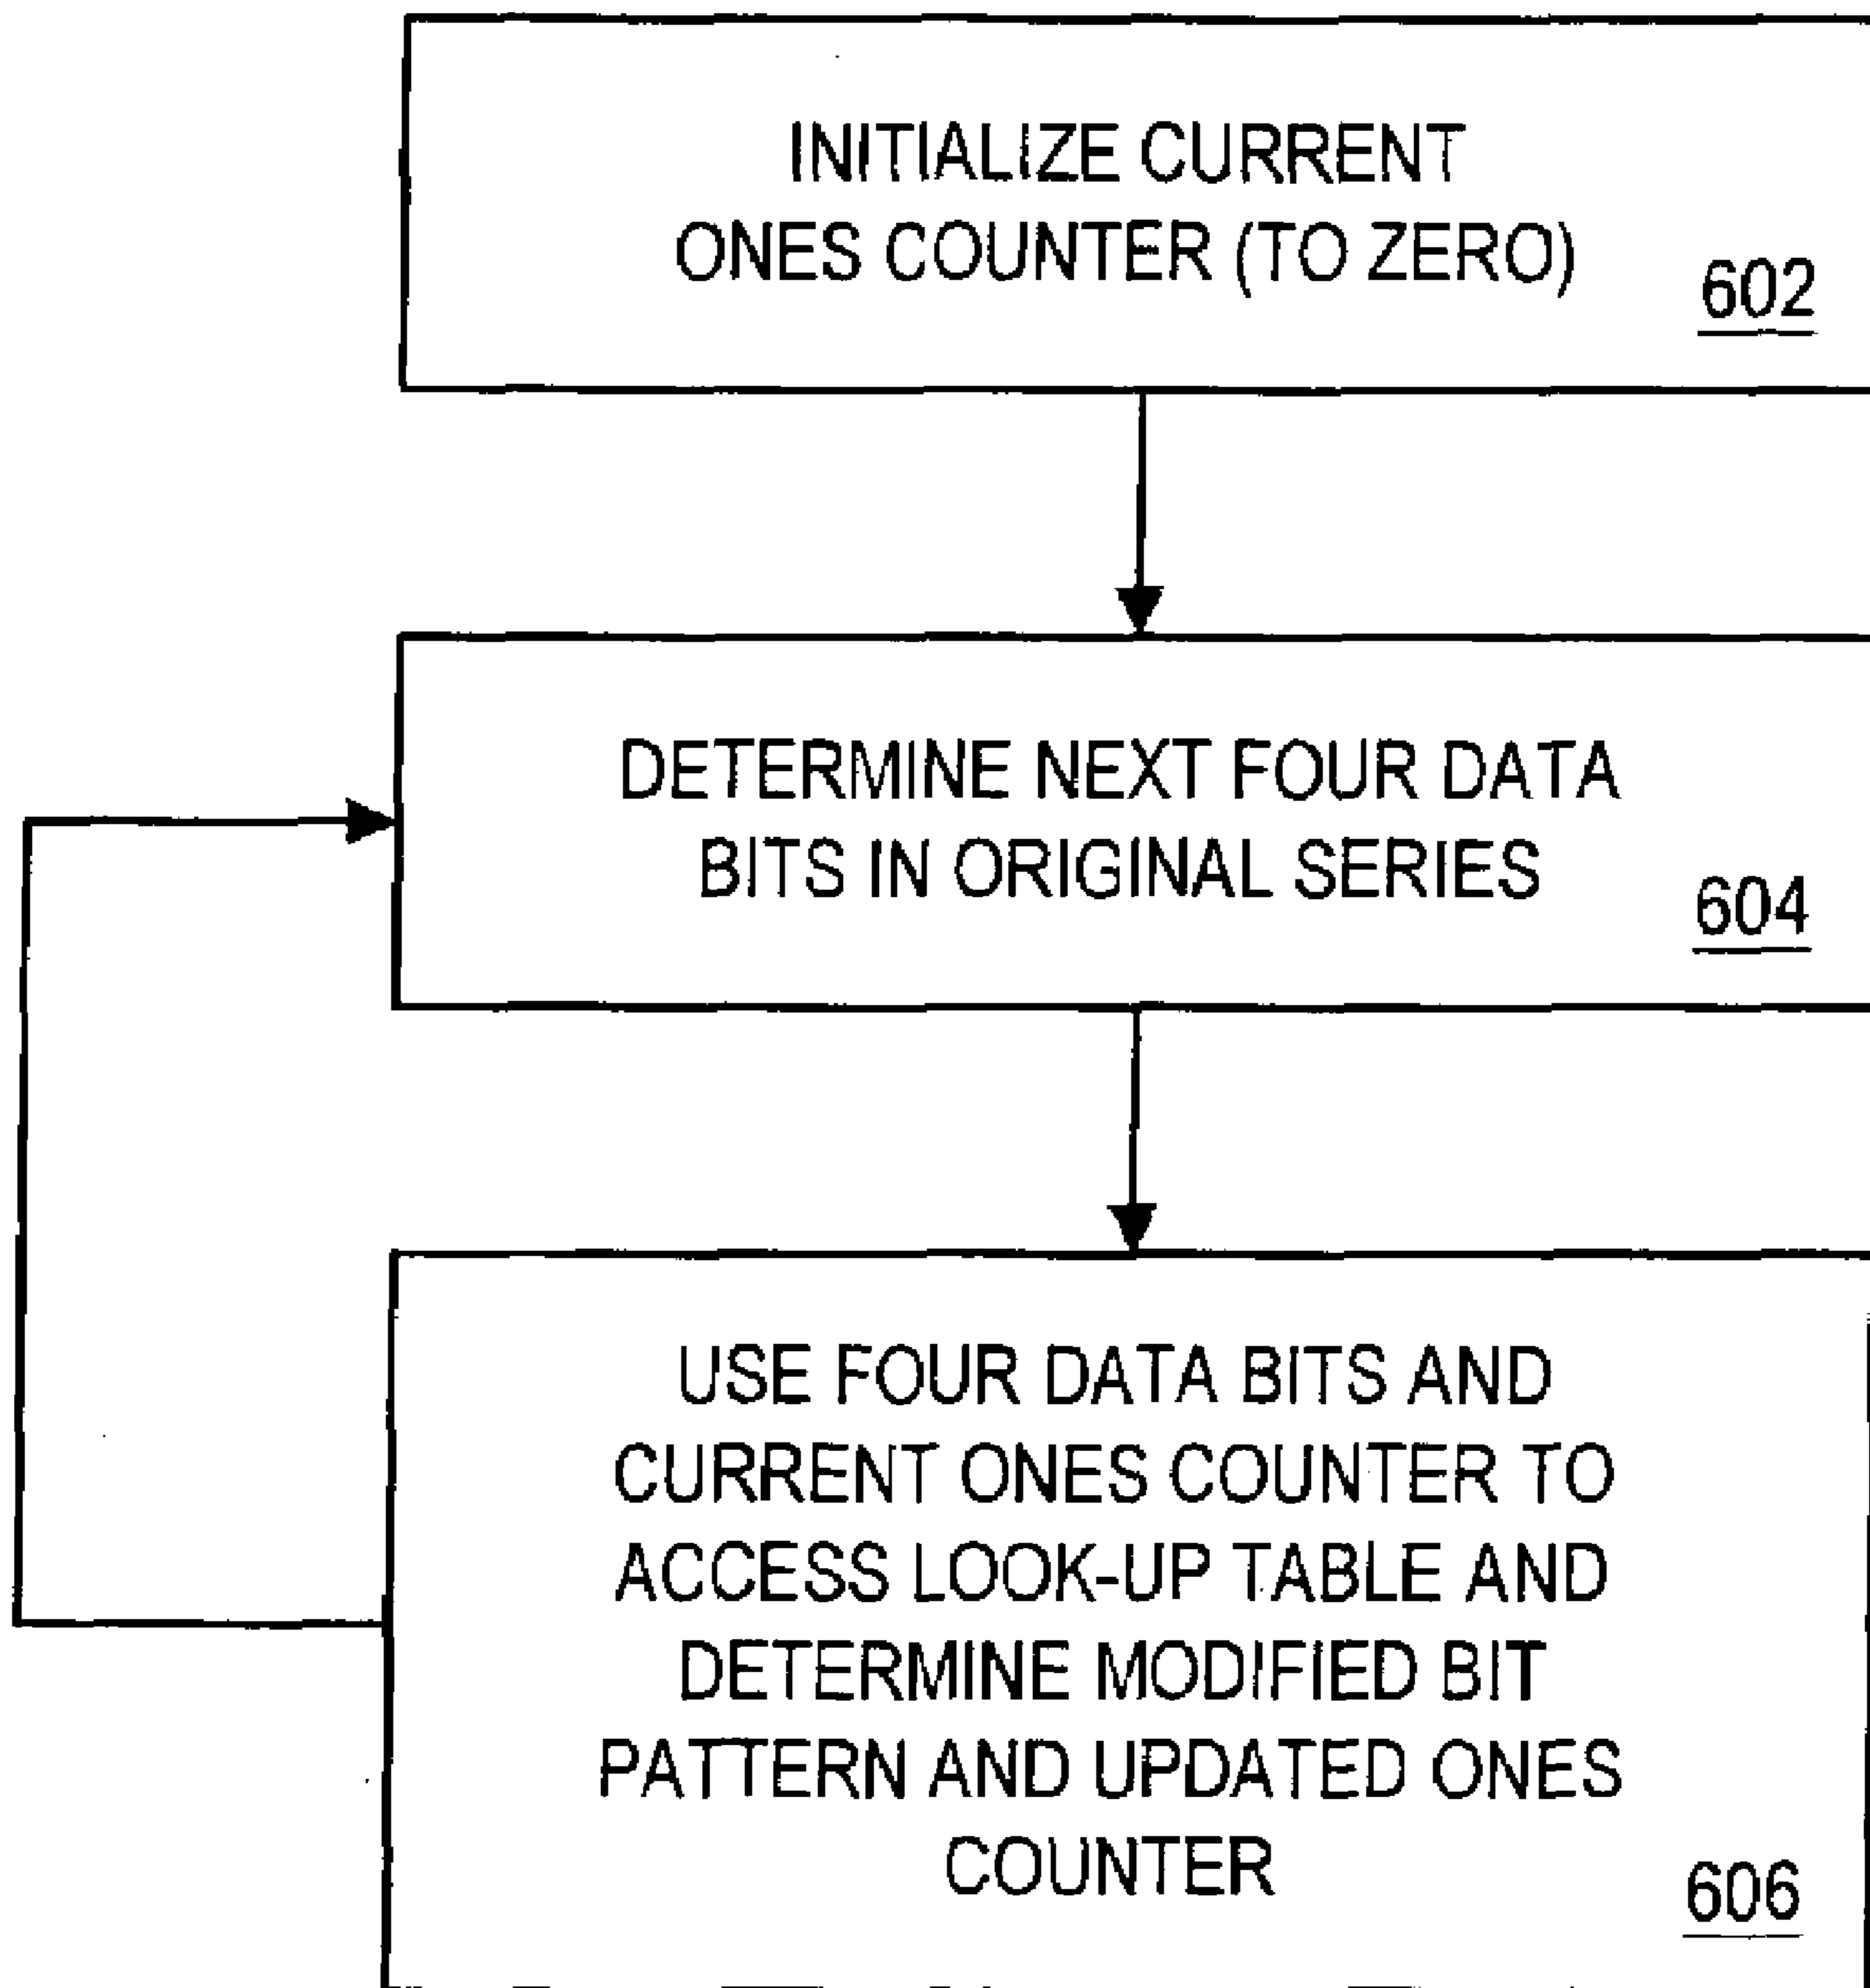 INITIALIZE CURRENT
ONES COUNTER (TO ZERO)
602
DETERMINE NEXT FOUR DATA
BITS IN ORIGINAL SERIES
604
USE FOUR DATA BITS AND
CURRENT ONES COUNTER TO
ACCESS LOOK-UP TABLE AND
DETERMINE MODIFIED BIT
PATTERN AND UPDATED ONES
COUNTER
606